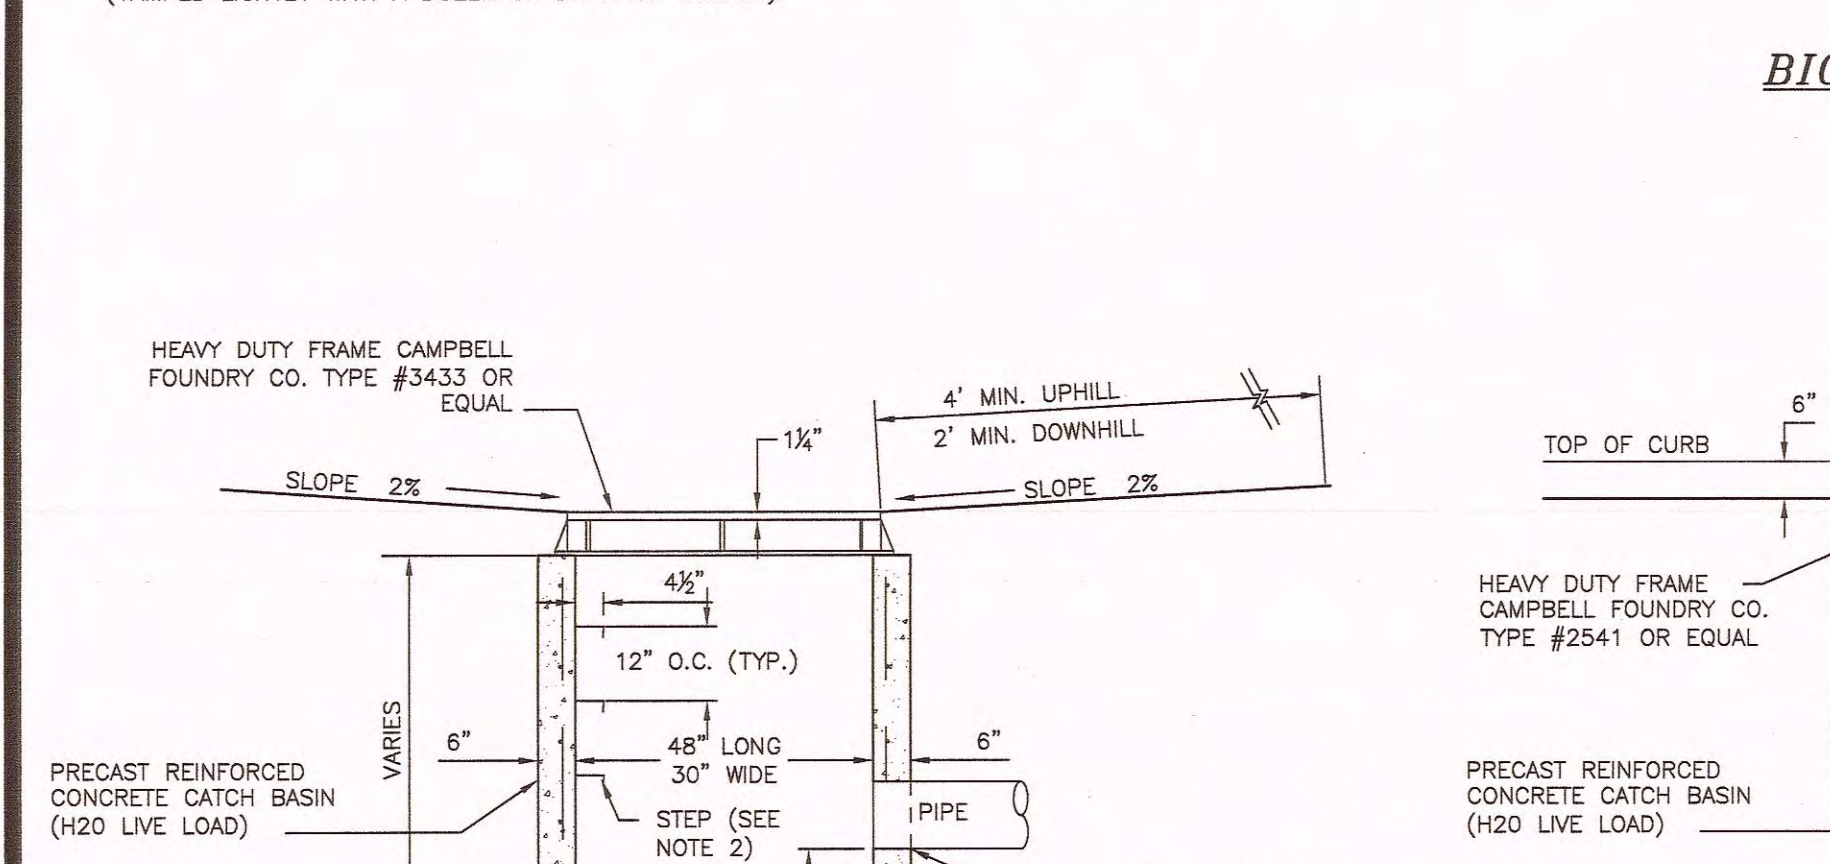 HEAVY DUTY FRAME CAMPBELL
FOUNDRY CO. TYPE #3433 OR
EQUAL
4' MIN. UPHILL
2' MIN. DOWNHILL
1¼"
SLOPE 2%
SLOPE 2%
4½"
12" O.C. (TYP.)
VARIES
6"
48" LONG
30" WIDE
6"
PRECAST REINFORCED
CONCRETE CATCH BASIN
(H20 LIVE LOAD)
STEP (SEE
NOTE 2)
PIPE
6"
TOP OF CURB
HEAVY DUTY FRAME
CAMPBELL FOUNDRY CO.
TYPE #2541 OR EQUAL
PRECAST REINFORCED
CONCRETE CATCH BASIN
(H20 LIVE LOAD)